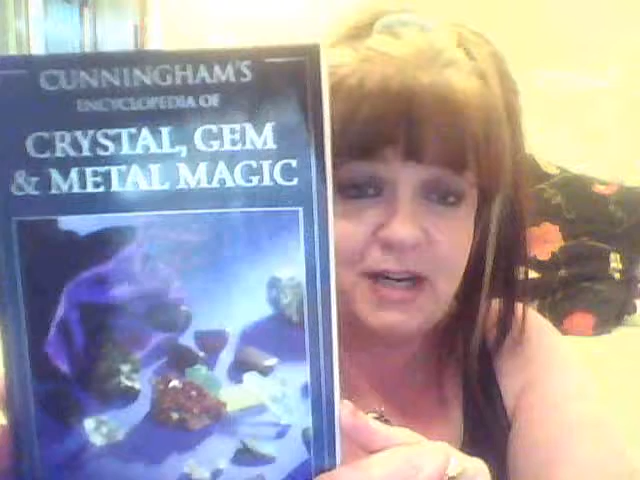 CUNNINGHAM'S
ENCYCLOPEDIA OF
CRYSTAL, GEM
& METAL MAGIC